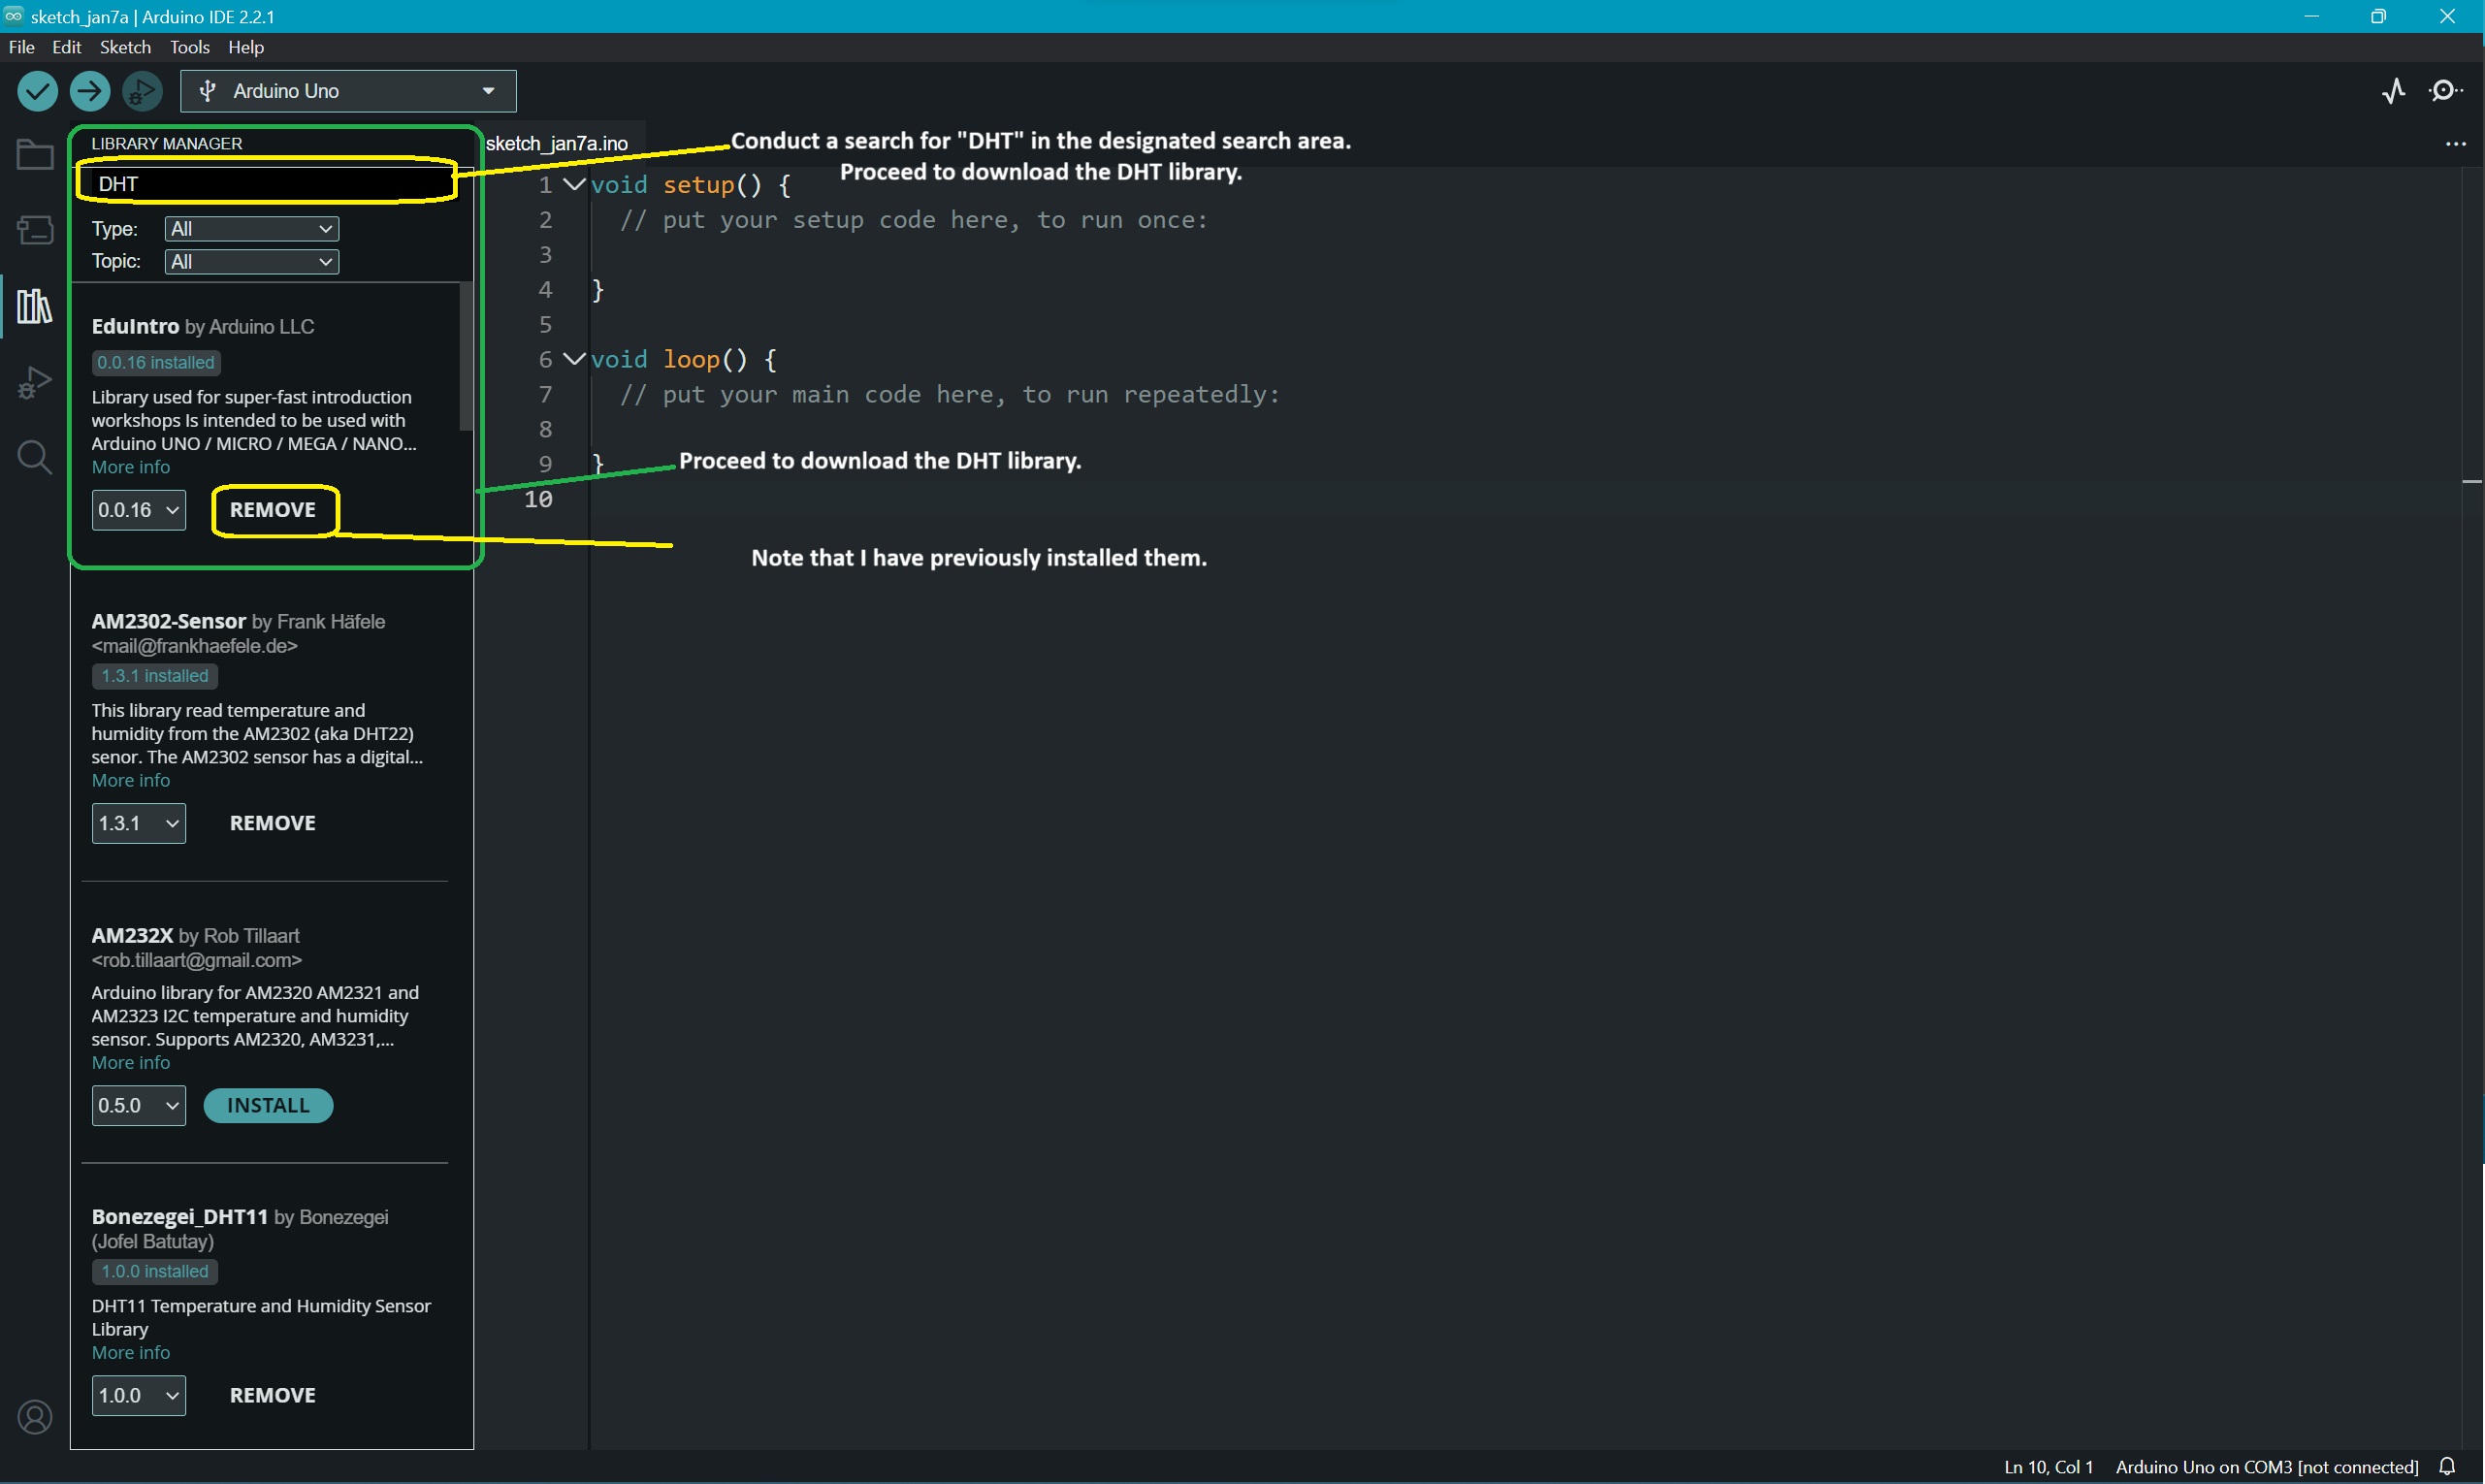 sketch_jan7a | Arduino IDE 2.2.1
File Edit Sketch Tools Help
Arduino Uno
LIBRARY MANAGER
DHT
Type: All
Topic: All
EduIntro by Arduino LLC
0.0.16 installed
Library used for super-fast introduction
workshops Is intended to be used with
Arduino UNO / MICRO / MEGA / NANO...
More info
0.0.16 REMOVE
AM2302-Sensor by Frank Häfele
<mail@frankhaefele.de>
1.3.1 installed
This library read temperature and
humidity from the AM2302 (aka DHT22)
senor. The AM2302 sensor has a digital...
More info
1.3.1 REMOVE
AM232X by Rob Tillaart
<rob.tillaart@gmail.com>
Arduino library for AM2320 AM2321 and
AM2323 I2C temperature and humidity
sensor. Supports AM2320, AM3231,...
More info
0.5.0 INSTALL
Bonezegei_DHT11 by Bonezegei
(Jofel Batutay)
1.0.0 installed
DHT11 Temperature and Humidity Sensor
Library
More info
1.0.0 REMOVE
sketch_jan7a.ino
Conduct a search for "DHT" in the designated search area.
Proceed to download the DHT library.
1 void setup() {
2 // put your setup code here, to run once:
3
4 }
5
6 void loop() {
7 // put your main code here, to run repeatedly:
8
9 }
10
Proceed to download the DHT library.
Note that I have previously installed them.
Ln 10, Col 1 Arduino Uno on COM3 [not connected]